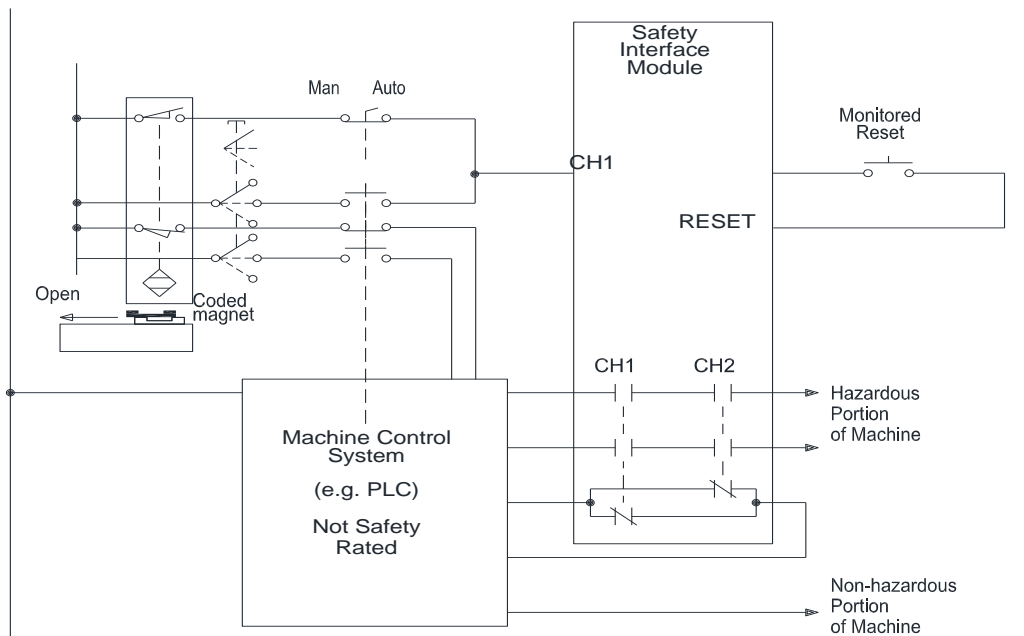 Safety
Interface
Module
Man Auto
Monitored
Reset
CH1
RESET
Open
Coded
magnet
CH1 CH2
Hazardous
Portion
of Machine
Machine Control
System
(e.g. PLC)
Not Safety
Rated
Non-hazardous
Portion
of Machine